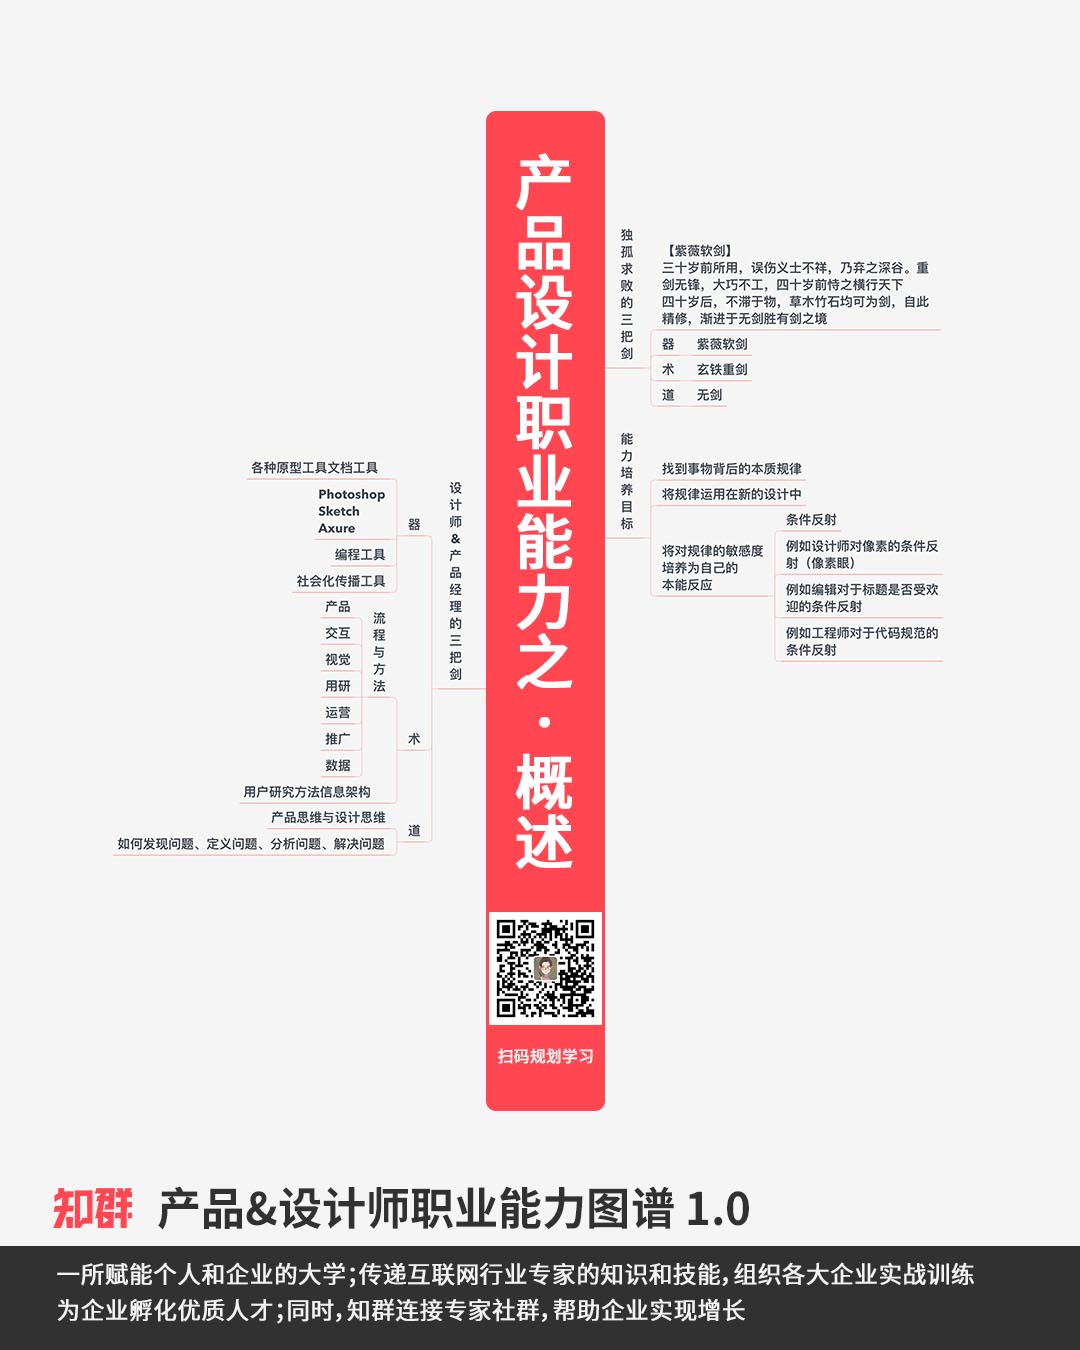 产品设计职业能力之·概述
扫码规划学习
独孤求败的三把剑
【紫薇软剑】
三十岁前所用，误伤义士不祥，乃弃之深谷。重
剑无锋，大巧不工，四十岁前恃之横行天下
四十岁后，不滞于物，草木竹石均可为剑，自此
精修，渐进于无剑胜有剑之境
器 紫薇软剑
术 玄铁重剑
道 无剑
能力培养目标
找到事物背后的本质规律
将规律运用在新的设计中
将对规律的敏感度
培养为自己的
本能反应
条件反射
例如设计师对像素的条件反
射（像素眼）
例如编辑对于标题是否受欢
迎的条件反射
例如工程师对于代码规范的
条件反射
设计师&产品经理的三把剑
器
各种原型工具文档工具
Photoshop
Sketch
Axure
编程工具
社会化传播工具
术
流程与方法
产品
交互
视觉
用研
运营
推广
数据
用户研究方法信息架构
道
产品思维与设计思维
如何发现问题、定义问题、分析问题、解决问题
知群 产品&设计师职业能力图谱 1.0
一所赋能个人和企业的大学；传递互联网行业专家的知识和技能，组织各大企业实战训练
为企业孵化优质人才；同时，知群连接专家社群，帮助企业实现增长